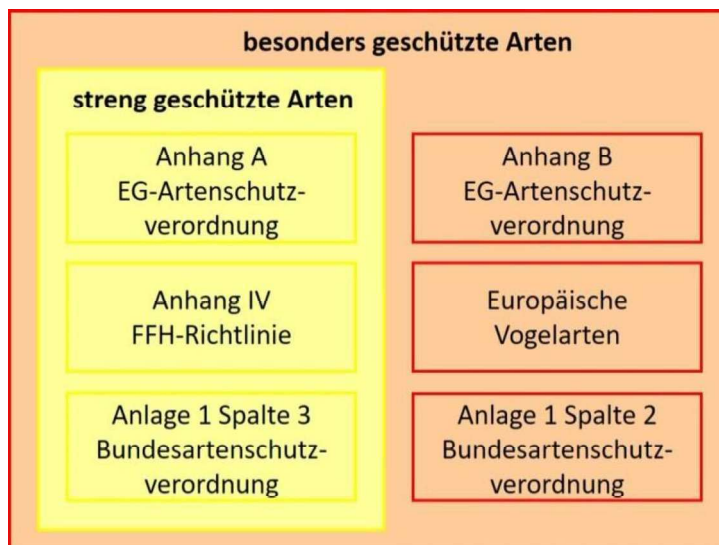 besonders geschützte Arten
streng geschützte Arten
Anhang A
EG-Artenschutz-
verordnung
Anhang B
EG-Artenschutz-
verordnung
Anhang IV
FFH-Richtlinie
Europäische
Vogelarten
Anlage 1 Spalte 3
Bundesartenschutz-
verordnung
Anlage 1 Spalte 2
Bundesartenschutz-
verordnung